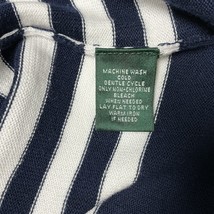 MACHINE WASH
COLD
GENTLE CYCLE
ONLY NON-CHLORINE
BLEACH
WHEN NEEDED
LAY FLAT TO DRY
WARM IRON
IF NEEDED